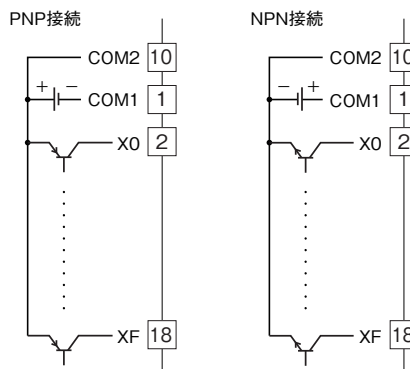 PNP接続
COM2 10
+ −
COM1 1
X0 2
XF 18
NPN接続
COM2 10
− +
COM1 1
X0 2
XF 18